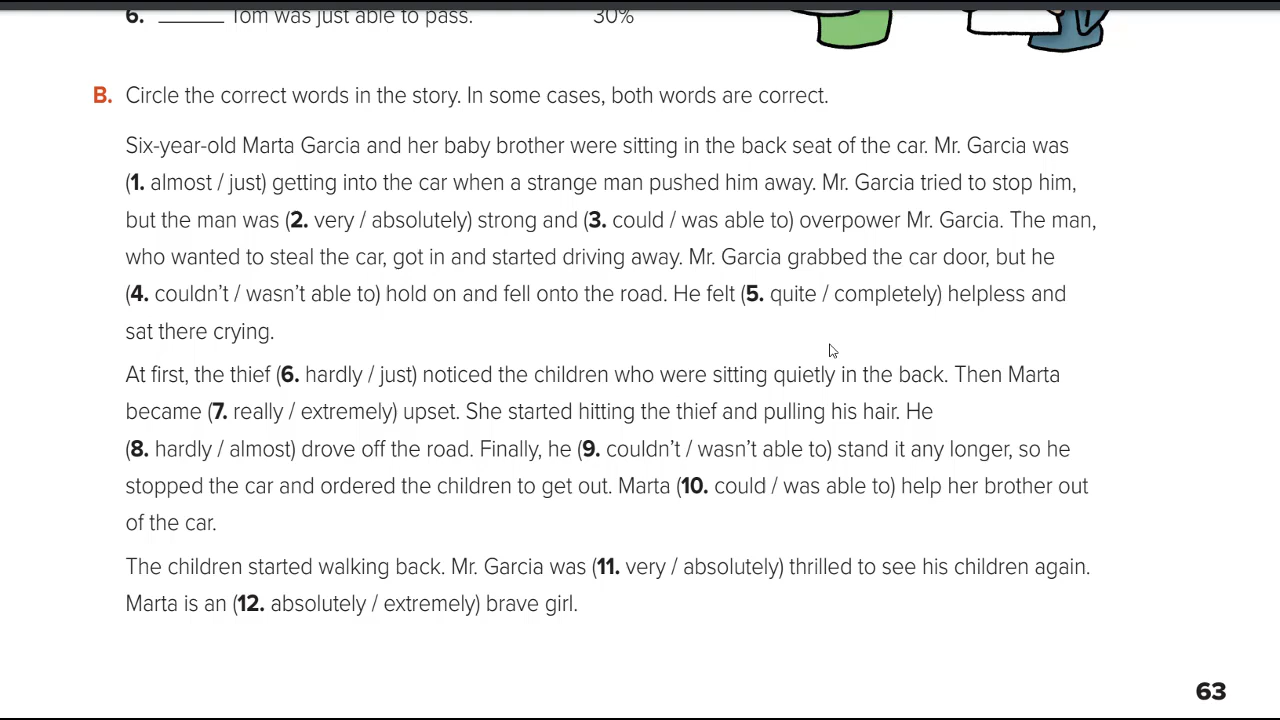 6. ______ Tom was just able to pass. 30%
B. Circle the correct words in the story. In some cases, both words are correct.
Six-year-old Marta Garcia and her baby brother were sitting in the back seat of the car. Mr. Garcia was
(1. almost / just) getting into the car when a strange man pushed him away. Mr. Garcia tried to stop him,
but the man was (2. very / absolutely) strong and (3. could / was able to) overpower Mr. Garcia. The man,
who wanted to steal the car, got in and started driving away. Mr. Garcia grabbed the car door, but he
(4. couldn't / wasn't able to) hold on and fell onto the road. He felt (5. quite / completely) helpless and
sat there crying.
At first, the thief (6. hardly / just) noticed the children who were sitting quietly in the back. Then Marta
became (7. really / extremely) upset. She started hitting the thief and pulling his hair. He
(8. hardly / almost) drove off the road. Finally, he (9. couldn't / wasn't able to) stand it any longer, so he
stopped the car and ordered the children to get out. Marta (10. could / was able to) help her brother out
of the car.
The children started walking back. Mr. Garcia was (11. very / absolutely) thrilled to see his children again.
Marta is an (12. absolutely / extremely) brave girl.
63